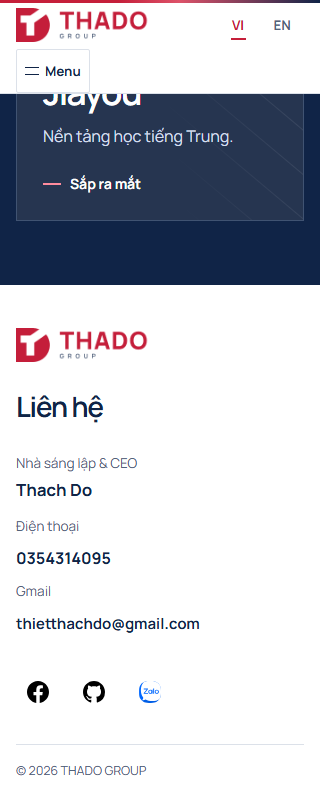 THADO
GROUP
VI
EN
Menu
Jiayou
Nền tảng học tiếng Trung.
Sắp ra mắt
THADO
GROUP
Liên hệ
Nhà sáng lập & CEO
Thach Do
Điện thoại
0354314095
Gmail
thietthachdo@gmail.com
Zalo
© 2026 THADO GROUP